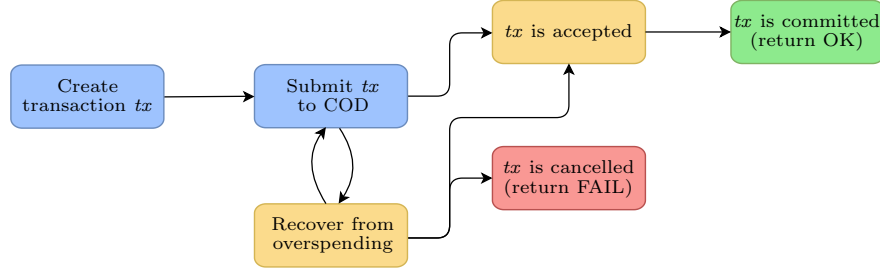 Create
transaction tx
Submit tx
to COD
Recover from
overspending
tx is accepted
tx is cancelled
(return FAIL)
tx is committed
(return OK)